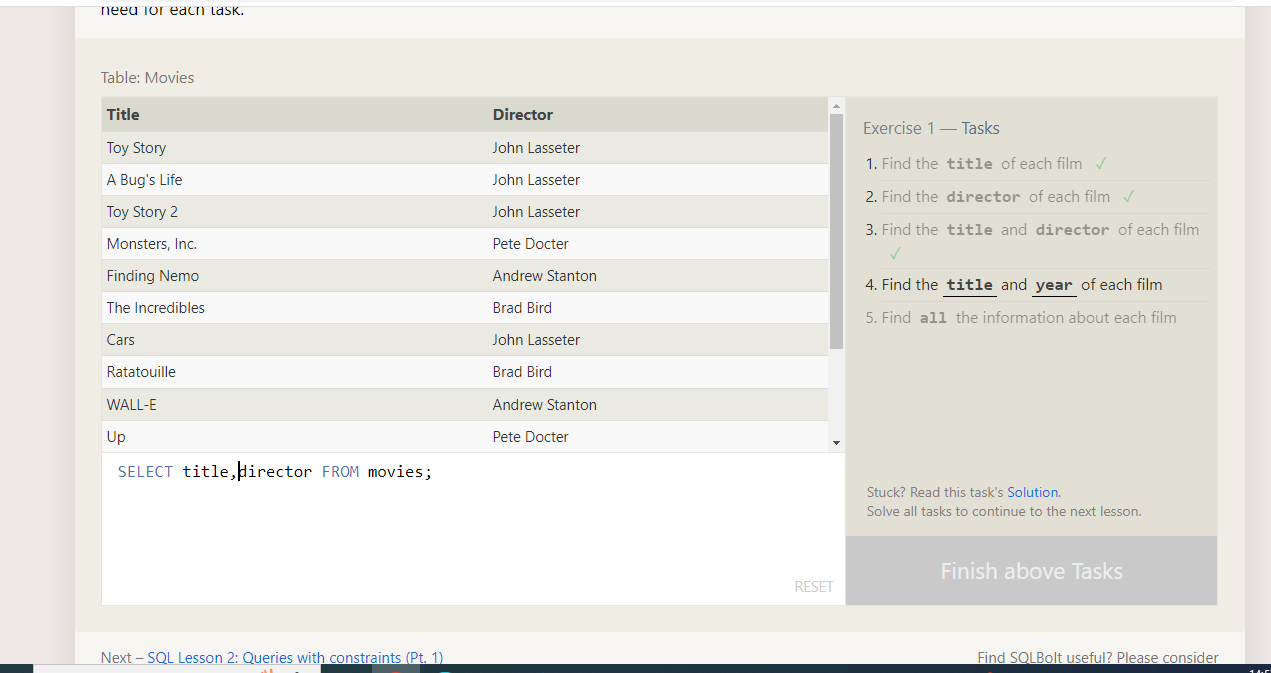 need for each task.
Table: Movies
Title Director
Toy Story John Lasseter
A Bug's Life John Lasseter
Toy Story 2 John Lasseter
Monsters, Inc. Pete Docter
Finding Nemo Andrew Stanton
The Incredibles Brad Bird
Cars John Lasseter
Ratatouille Brad Bird
WALL-E Andrew Stanton
Up Pete Docter
SELECT title,director FROM movies;
RESET
Exercise 1 — Tasks
1. Find the title of each film ✓
2. Find the director of each film ✓
3. Find the title and director of each film
✓
4. Find the title and year of each film
5. Find all the information about each film
Stuck? Read this task's Solution.
Solve all tasks to continue to the next lesson.
Finish above Tasks
Next – SQL Lesson 2: Queries with constraints (Pt. 1)
Find SQLBolt useful? Please consider